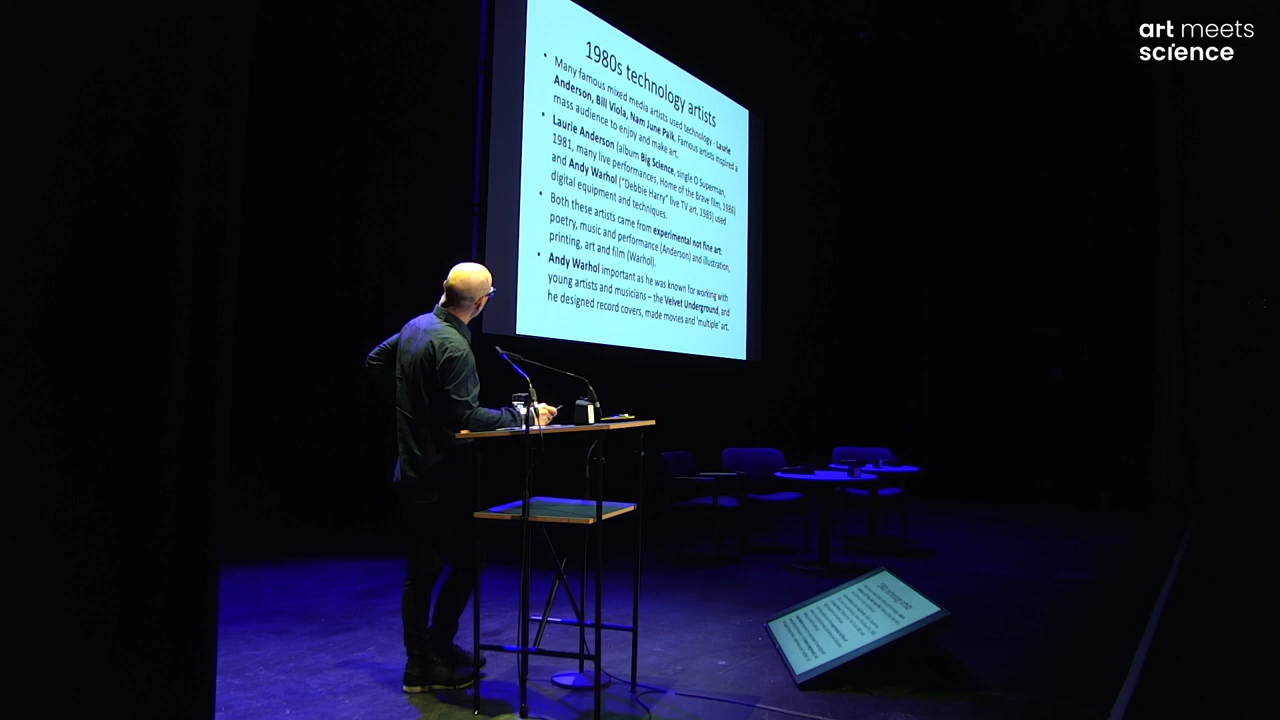 art meets
science
1980s technology artists
• Many famous mixed media artists used technology - Laurie
Anderson, Bill Viola, Nam June Paik. Famous artists inspired a
mass audience to enjoy and make art.
• Laurie Anderson (album Big Science, single O Superman,
1981, many live performances, Home of the Brave film, 1986)
and Andy Warhol ("Debbie Harry" live TV art, 1985) used
digital equipment and techniques.
• Both these artists came from experimental not fine art:
poetry, music and performance (Anderson) and illustration,
printing, art and film (Warhol).
• Andy Warhol important as he was known for working with
young artists and musicians – the Velvet Underground, and
he designed record covers, made movies and 'multiple' art.
1980s technology artists